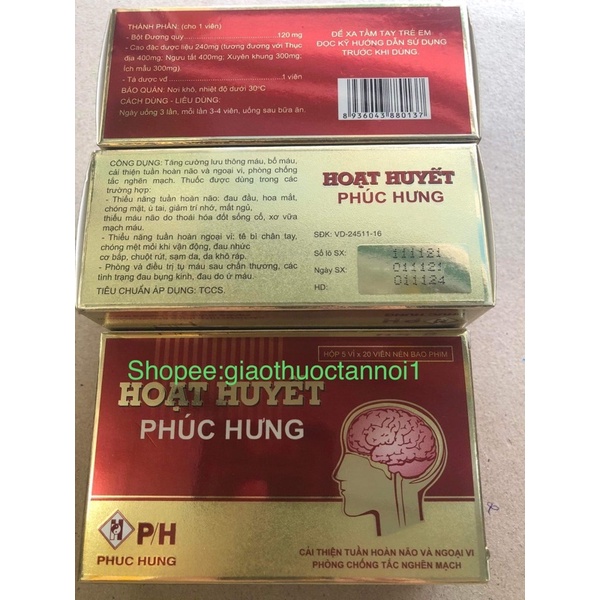 THÀNH PHẦN: (cho 1 viên)
- Bột Đương quy 120 mg
- Cao đặc dược liệu 240mg (tương đương với Thục
địa 400mg; Ngưu tất 400mg; Xuyên khung 300mg;
Ích mẫu 300mg)
- Tá dược vđ 1 viên
BẢO QUẢN: Nơi khô, nhiệt độ dưới 30°C
CÁCH DÙNG - LIỀU DÙNG:
Ngày uống 3 lần, mỗi lần 3-4 viên, uống sau bữa ăn.
ĐỂ XA TẦM TAY TRẺ EM
ĐỌC KỸ HƯỚNG DẪN SỬ DỤNG
TRƯỚC KHI DÙNG
8 936043 880137
CÔNG DỤNG: Tăng cường lưu thông máu, bổ máu,
cải thiện tuần hoàn não và ngoại vi, phòng chống
tắc nghẽn mạch. Thuốc được dùng trong các
trường hợp:
- Thiểu năng tuần hoàn não: đau đầu, hoa mắt,
chóng mặt, ù tai, giảm trí nhớ, mất ngủ,
thiếu máu não do thoái hóa đốt sống cổ, xơ vữa
mạch máu.
- Thiểu năng tuần hoàn ngoại vi: tê bì chân tay,
chóng mệt mỏi khi vận động, đau nhức
cơ bắp, chuột rút, sạm da, da khô ráp.
- Phòng và điều trị tụ máu sau chấn thương, các
tình trạng đau bụng kinh, đau do ứ máu.
TIÊU CHUẨN ÁP DỤNG: TCCS.
HOẠT HUYẾT
PHÚC HƯNG
SĐK: VD-24511-16
Số lô SX: 111121
Ngày SX: 011121
HD: 011124
HỘP 5 VỈ x 20 VIÊN NÉN BAO PHIM
Shopee:giaothuoctannoi1
HOẠT HUYẾT
PHÚC HƯNG
P/H
PHUC HUNG
CẢI THIỆN TUẦN HOÀN NÃO VÀ NGOẠI VI
PHÒNG CHỐNG TẮC NGHẼN MẠCH